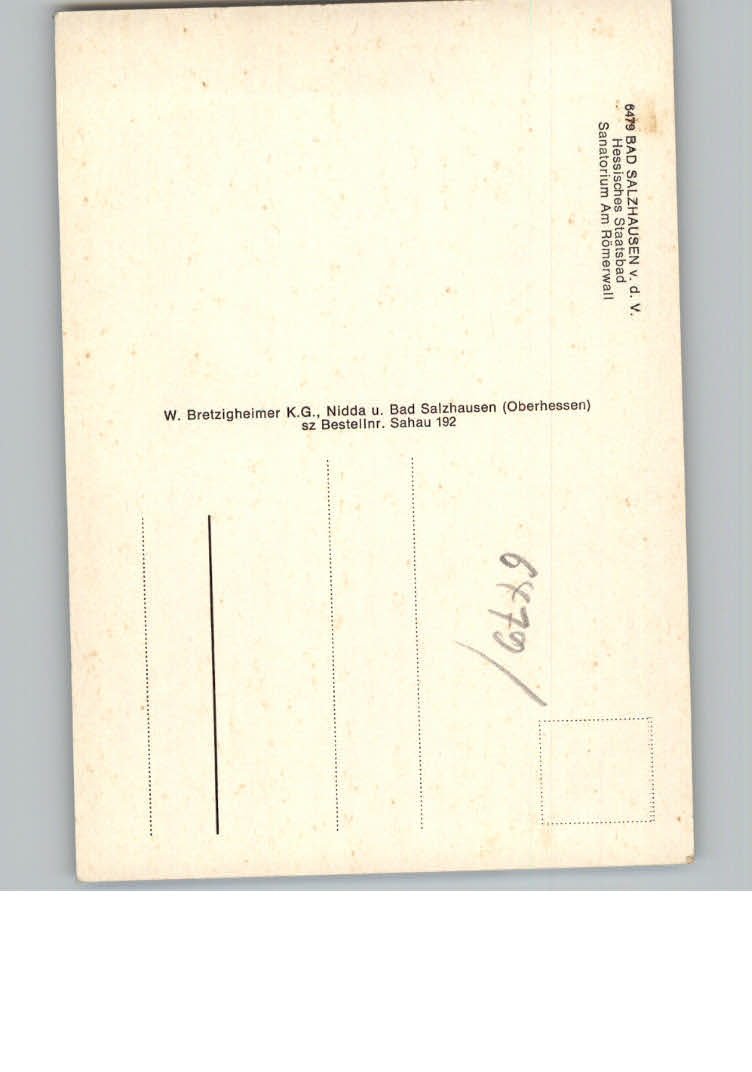 6479 BAD SALZHAUSEN v. d. V.
Hessisches Staatsbad
Sanatorium Am Römerwall
W. Bretzigheimer K.G., Nidda u. Bad Salzhausen (Oberhessen)
sz Bestellnr. Sahau 192
6479/